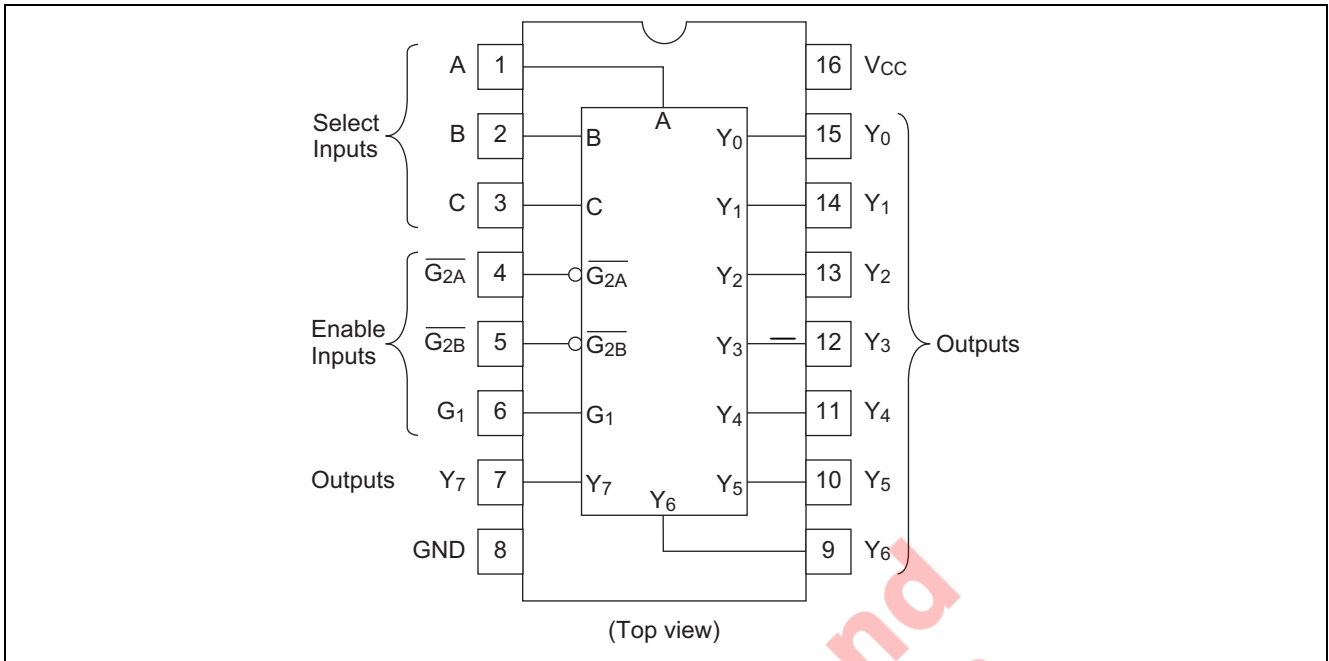 A 1 16 VCC
A
Select
Inputs
B 2 B Y0 15 Y0
C 3 C Y1 14 Y1
G2A 4 G2A Y2 13 Y2
Enable
Inputs
G2B 5 G2B Y3 12 Y3
Outputs
G1 6 G1 Y4 11 Y4
Outputs Y7 7 Y7 Y5 10 Y5
Y6
GND 8 9 Y6
(Top view)
nd